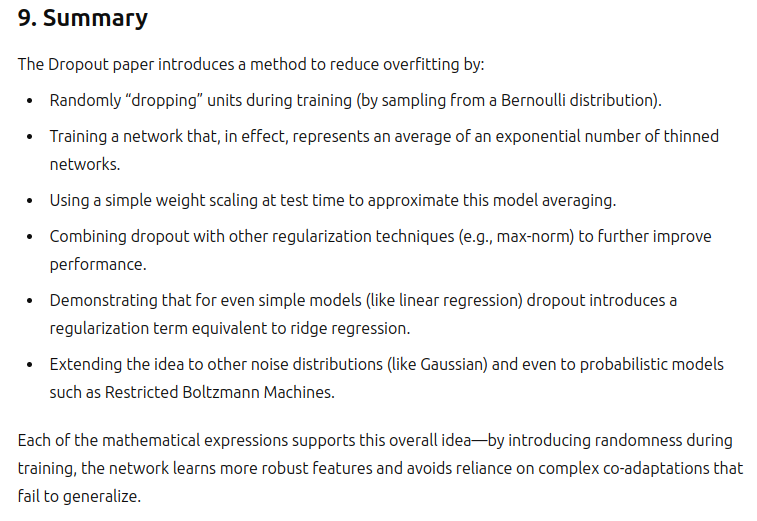 9. Summary
The Dropout paper introduces a method to reduce overfitting by:
• Randomly “dropping” units during training (by sampling from a Bernoulli distribution).
• Training a network that, in effect, represents an average of an exponential number of thinned
networks.
• Using a simple weight scaling at test time to approximate this model averaging.
• Combining dropout with other regularization techniques (e.g., max-norm) to further improve
performance.
• Demonstrating that for even simple models (like linear regression) dropout introduces a
regularization term equivalent to ridge regression.
• Extending the idea to other noise distributions (like Gaussian) and even to probabilistic models
such as Restricted Boltzmann Machines.
Each of the mathematical expressions supports this overall idea—by introducing randomness during
training, the network learns more robust features and avoids reliance on complex co-adaptations that
fail to generalize.